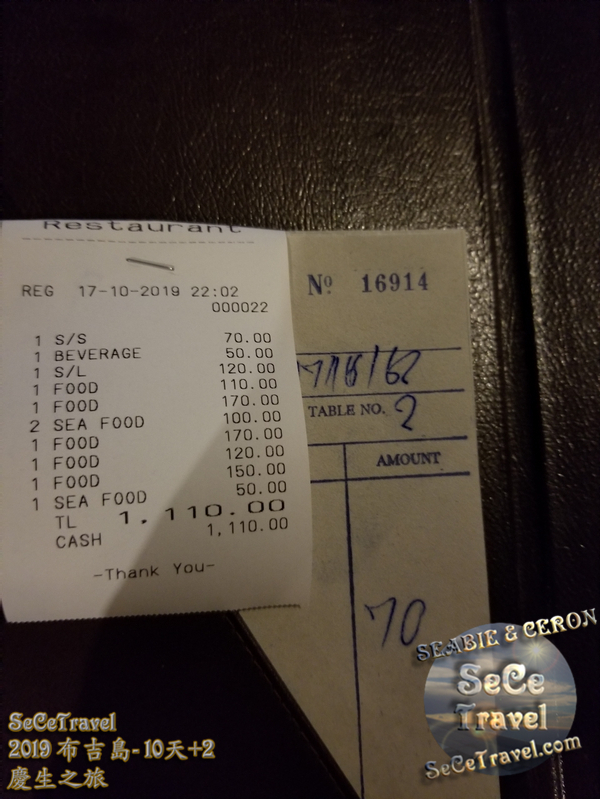 Restaurant
REG 17-10-2019 22:02
000022
1 S/S 70.00
1 BEVERAGE 50.00
1 S/L 120.00
1 FOOD 110.00
1 FOOD 170.00
2 SEA FOOD 100.00
1 FOOD 170.00
1 FOOD 120.00
1 FOOD 150.00
1 SEA FOOD 50.00
TL 1,110.00
CASH 1,110.00
-Thank You-
Nº 16914
TABLE NO. 2
AMOUNT
70
SEABIE & CERON
SeCe
Travel
SeCeTravel.com
SeCeTravel
2019 布吉島-10天+2
慶生之旅